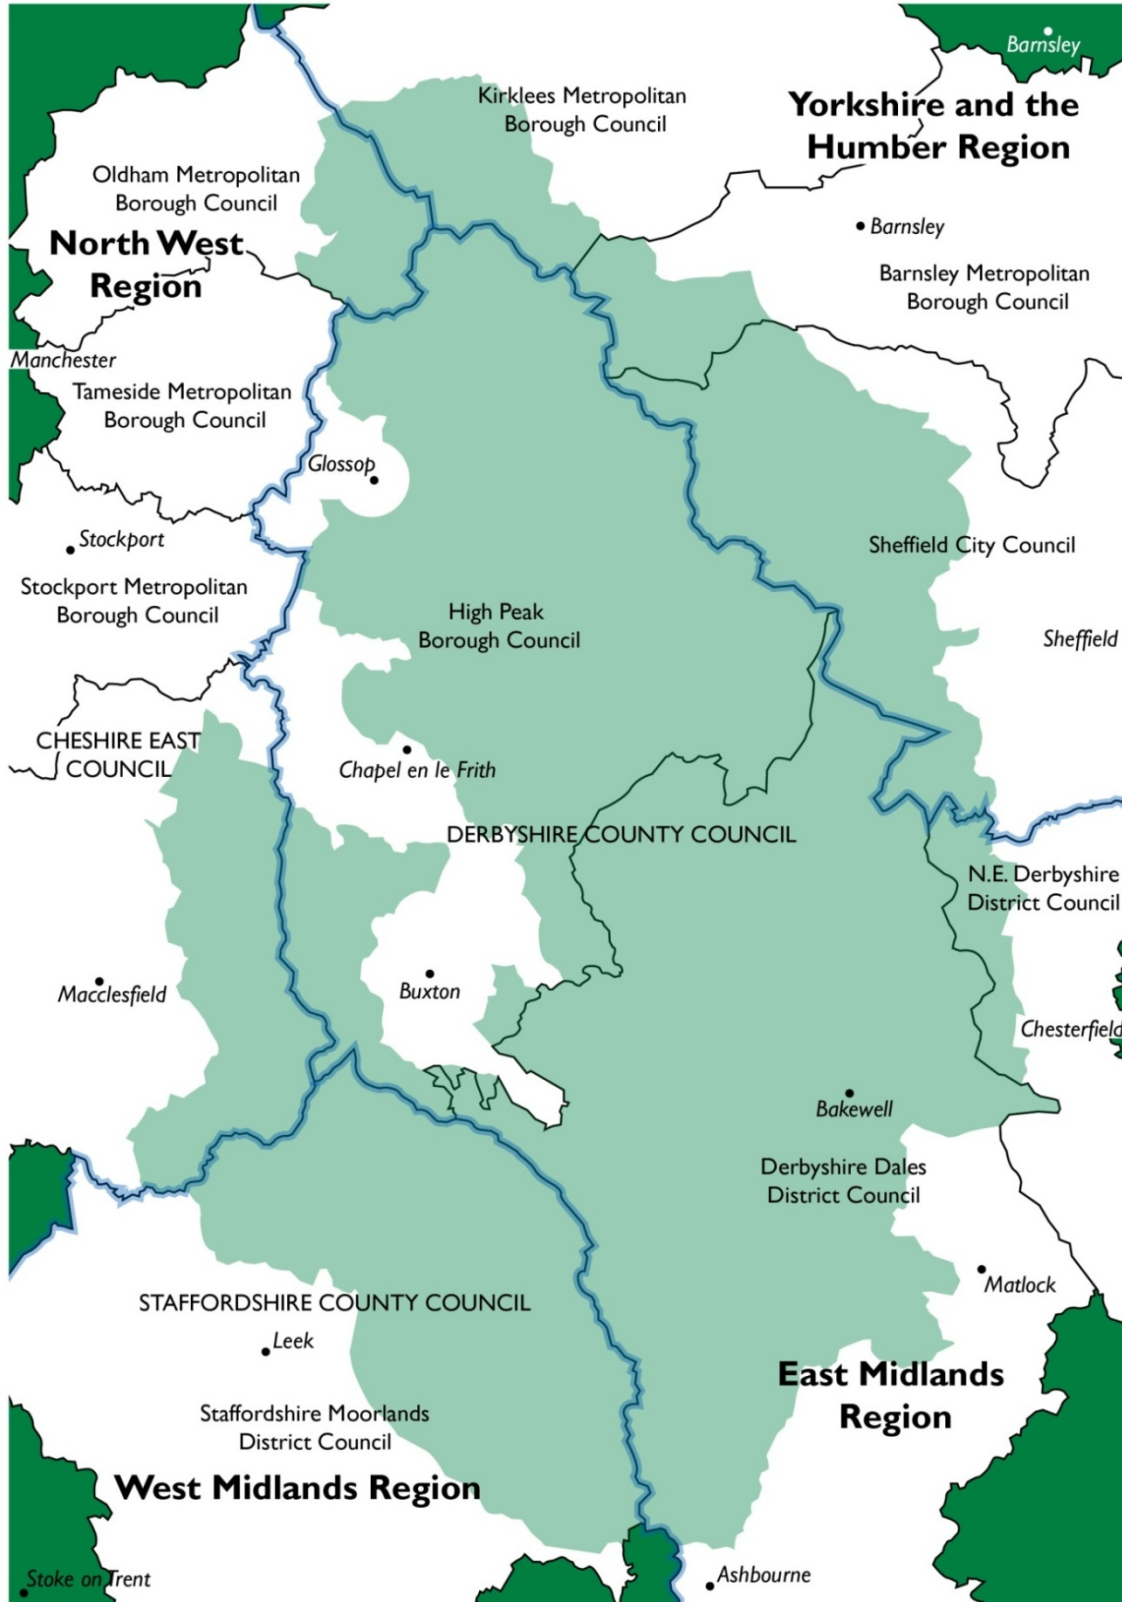 Barnsley
Kirklees Metropolitan
Borough Council
Yorkshire and the
Humber Region
Oldham Metropolitan
Borough Council
North West
Region
Barnsley
Barnsley Metropolitan
Borough Council
Manchester
Tameside Metropolitan
Borough Council
Glossop
Stockport
Sheffield City Council
Stockport Metropolitan
Borough Council
High Peak
Borough Council
Sheffield
CHESHIRE EAST
COUNCIL
Chapel en le Frith
DERBYSHIRE COUNTY COUNCIL
N.E. Derbyshire
District Council
Macclesfield
Buxton
Chesterfield
Bakewell
Derbyshire Dales
District Council
Matlock
STAFFORDSHIRE COUNTY COUNCIL
Leek
East Midlands
Region
Staffordshire Moorlands
District Council
West Midlands Region
Stoke on Trent
Ashbourne